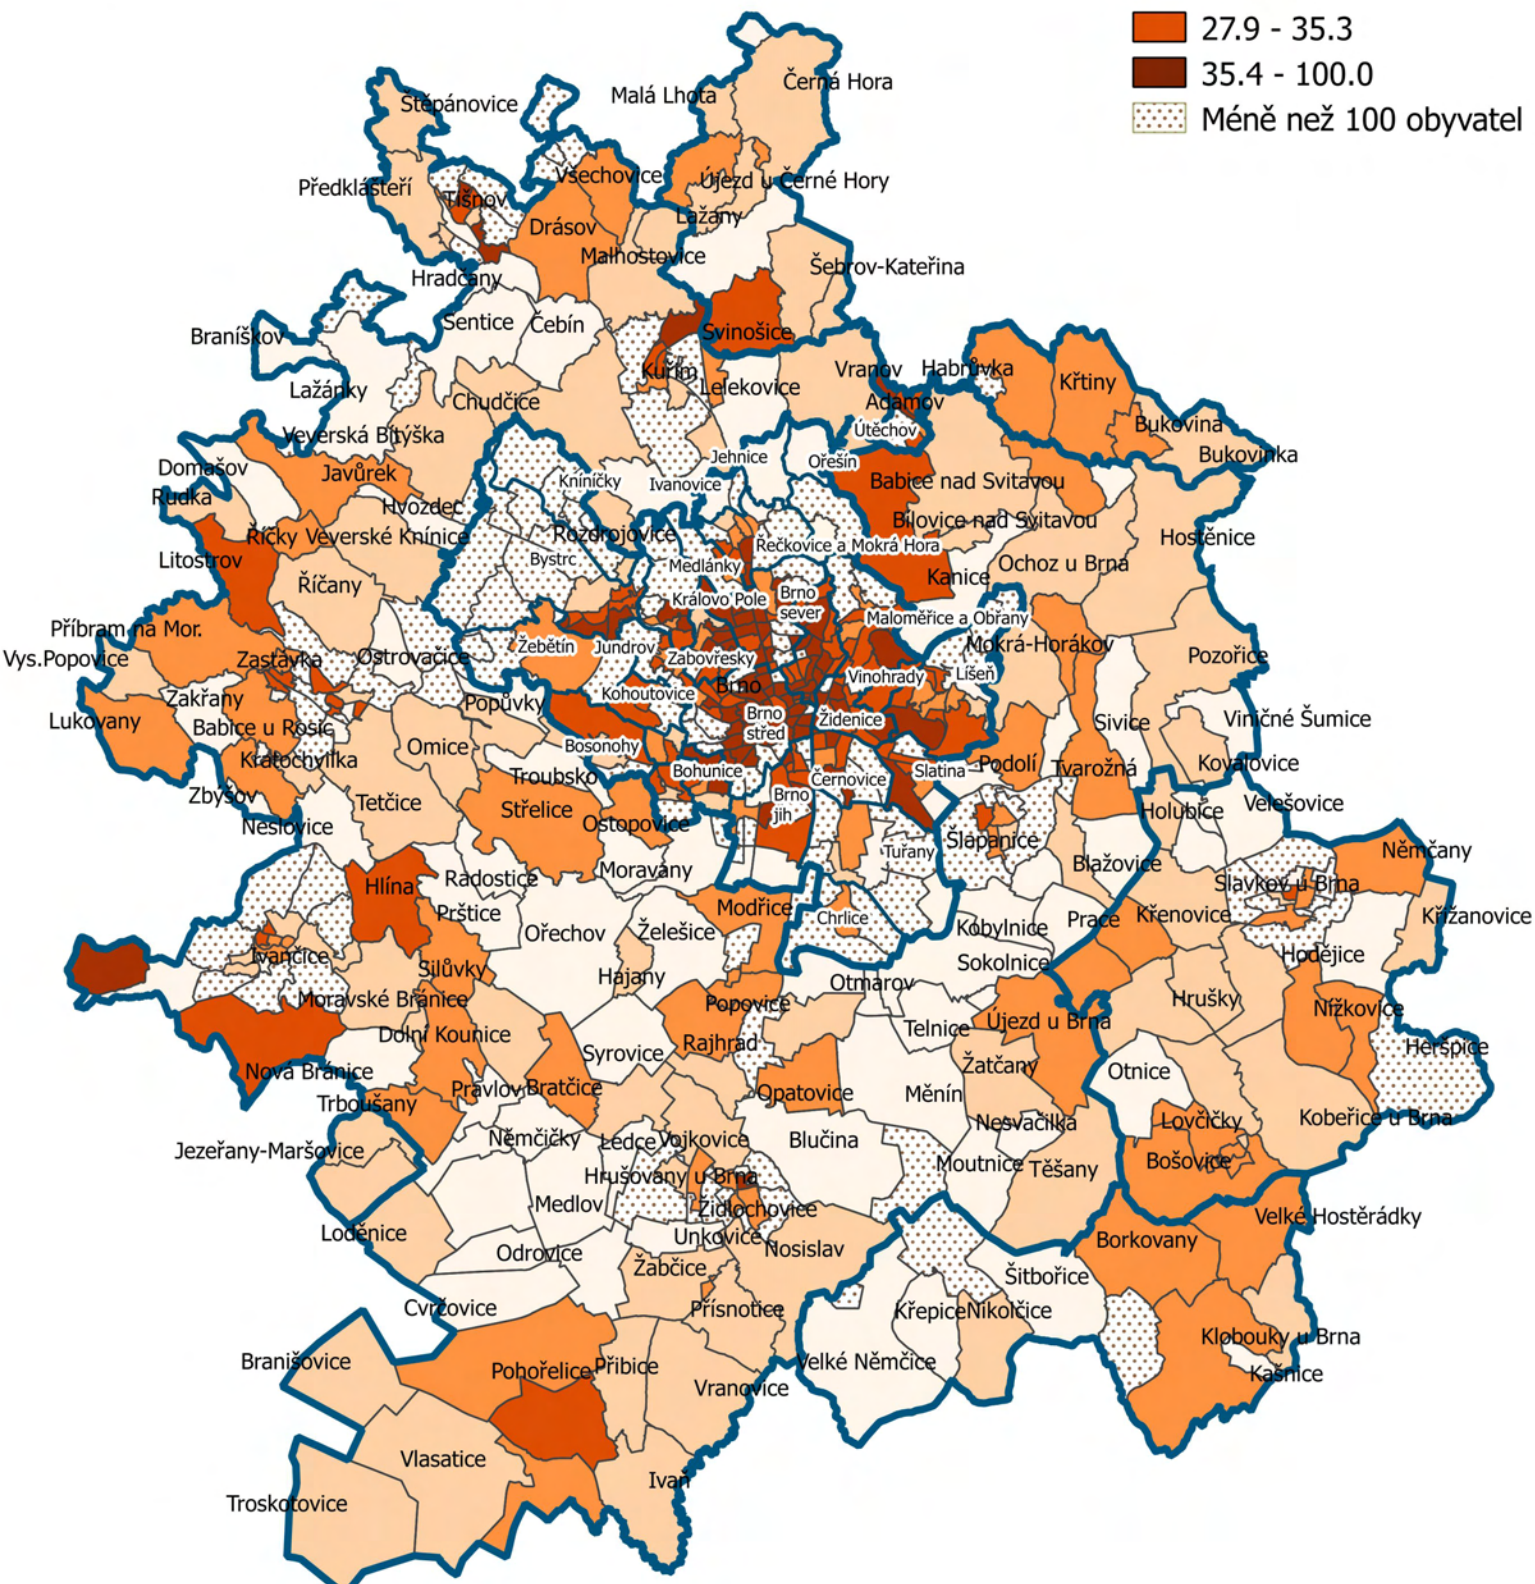 27.9 - 35.3
35.4 - 100.0
Méně než 100 obyvatel
Černá Hora
Malá Lhota
Štěpánovice
Všechovice
Předklášteří
Újezd u Černé Hory
Tišnov
Lažany
Drásov
Malhostovice
Šebrov-Kateřina
Hradčany
Sentice
Čebín
Svinošice
Braníškov
Kuřim
Vranov
Habrůvka
Křtiny
Lažánky
Lelekovice
Chudčice
Adamov
Bukovina
Útěchov
Veverská Bítýška
Bukovinka
Jehnice
Ořešín
Domašov
Javůrek
Kníničky
Ivanovice
Babice nad Svitavou
Rudka
Hvozdec
Bílovice nad Svitavou
Říčky
Veverské Knínice
Rozdrojovice
Řečkovice a Mokrá Hora
Hostěnice
Litostrov
Bystrc
Medlánky
Ochoz u Brna
Kanice
Říčany
Královo Pole
Brno
sever
Maloměřice a Obřany
Příbram na Mor.
Mokrá-Horákov
Vys.Popovice
Zastávka
Ostrovačice
Žebětín
Jundrov
Žabovřesky
Pozořice
Vinohrady
Líšeň
Zakřany
Kohoutovice
Brno
Popůvky
Lukovany
Babice u Rosic
Brno
střed
Židenice
Sivice
Viničné Šumice
Omice
Bosonohy
Kratochvilka
Troubsko
Bohunice
Černovice
Slatina
Podolí
Tvarožná
Kovalovice
Zbýšov
Tetčice
Střelice
Brno
jih
Holubice
Velešovice
Neslovice
Ostopovice
Šlapanice
Tuřany
Blažovice
Němčany
Moravány
Hlína
Radostice
Slavkov u Brna
Modřice
Prštice
Chrlice
Prace
Křenovice
Křižanovice
Ořechov
Želešice
Kobylnice
Ivančice
Hodějice
Silůvky
Hajany
Sokolnice
Otmarov
Moravské Bránice
Popovice
Hrušky
Nížkovice
Dolní Kounice
Telnice
Újezd u Brna
Rajhrad
Syrovice
Heršpice
Nová Bránice
Žatčany
Otnice
Pravlov
Bratčice
Opatovice
Měnín
Trboušany
Nesvačilka
Lovčičky
Kobeřice u Brna
Němčičky
Ledce
Vojkovice
Blučina
Jezeřany-Maršovice
Moutnice
Těšany
Bošovice
Hrušovany u Brna
Medlov
Židlochovice
Velké Hostěrádky
Loděnice
Unkovice
Nosislav
Borkovany
Odrovice
Žabčice
Šitbořice
Cvrčovice
Přísnotice
Křepice
Nikolčice
Klobouky u Brna
Branišovice
Pohořelice
Přibice
Velké Němčice
Kašnice
Vranovice
Vlasatice
Ivaň
Troskotovice